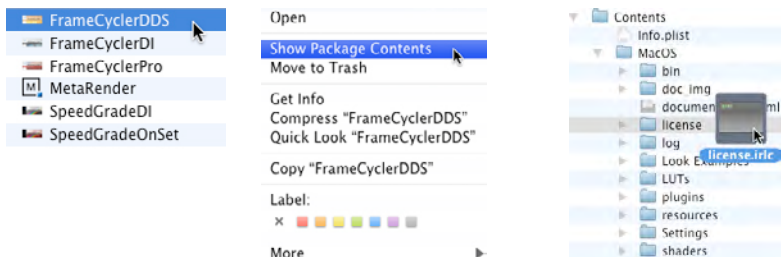 FrameCyclerDDS
FrameCyclerDI
FrameCyclerPro
M MetaRender
SpeedGradeDI
SpeedGradeOnSet
Open
Show Package Contents
Move to Trash
Get Info
Compress “FrameCyclerDDS”
Quick Look “FrameCyclerDDS”
Copy “FrameCyclerDDS”
Label:
×
More
Contents
Info.plist
MacOS
bin
doc_img
documen ml
license
log
license.irlc
Look Examples
LUTs
plugins
resources
Settings
shaders